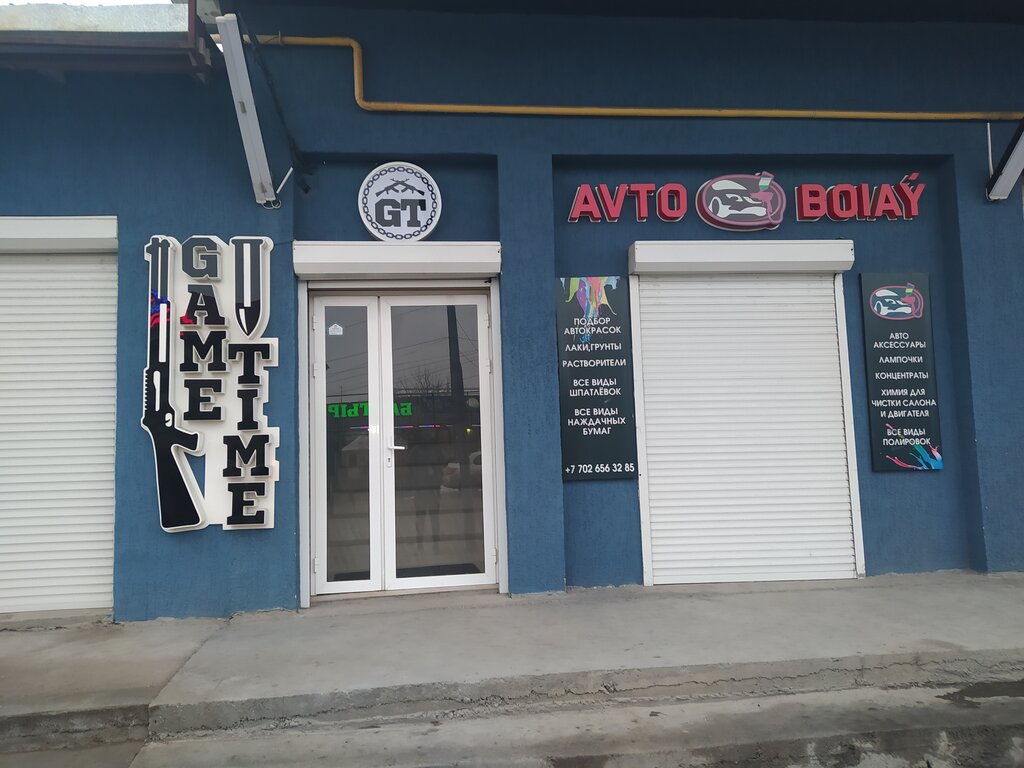 GAME
TIME
GT
AVTO BOIAÝ
ПОДБОР
АВТОКРАСОК
ЛАКИ,ГРУНТЫ
РАСТВОРИТЕЛИ
ВСЕ ВИДЫ
ШПАТЛЁВОК
ВСЕ ВИДЫ
НАЖДАЧНЫХ
БУМАГ
+7 702 656 32 85
АВТО
АКСЕССУАРЫ
ЛАМПОЧКИ
КОНЦЕНТРАТЫ
ХИМИЯ ДЛЯ
ЧИСТКИ САЛОНА
И ДВИГАТЕЛЯ
ВСЕ ВИДЫ
ПОЛИРОВОК
БАТЫР